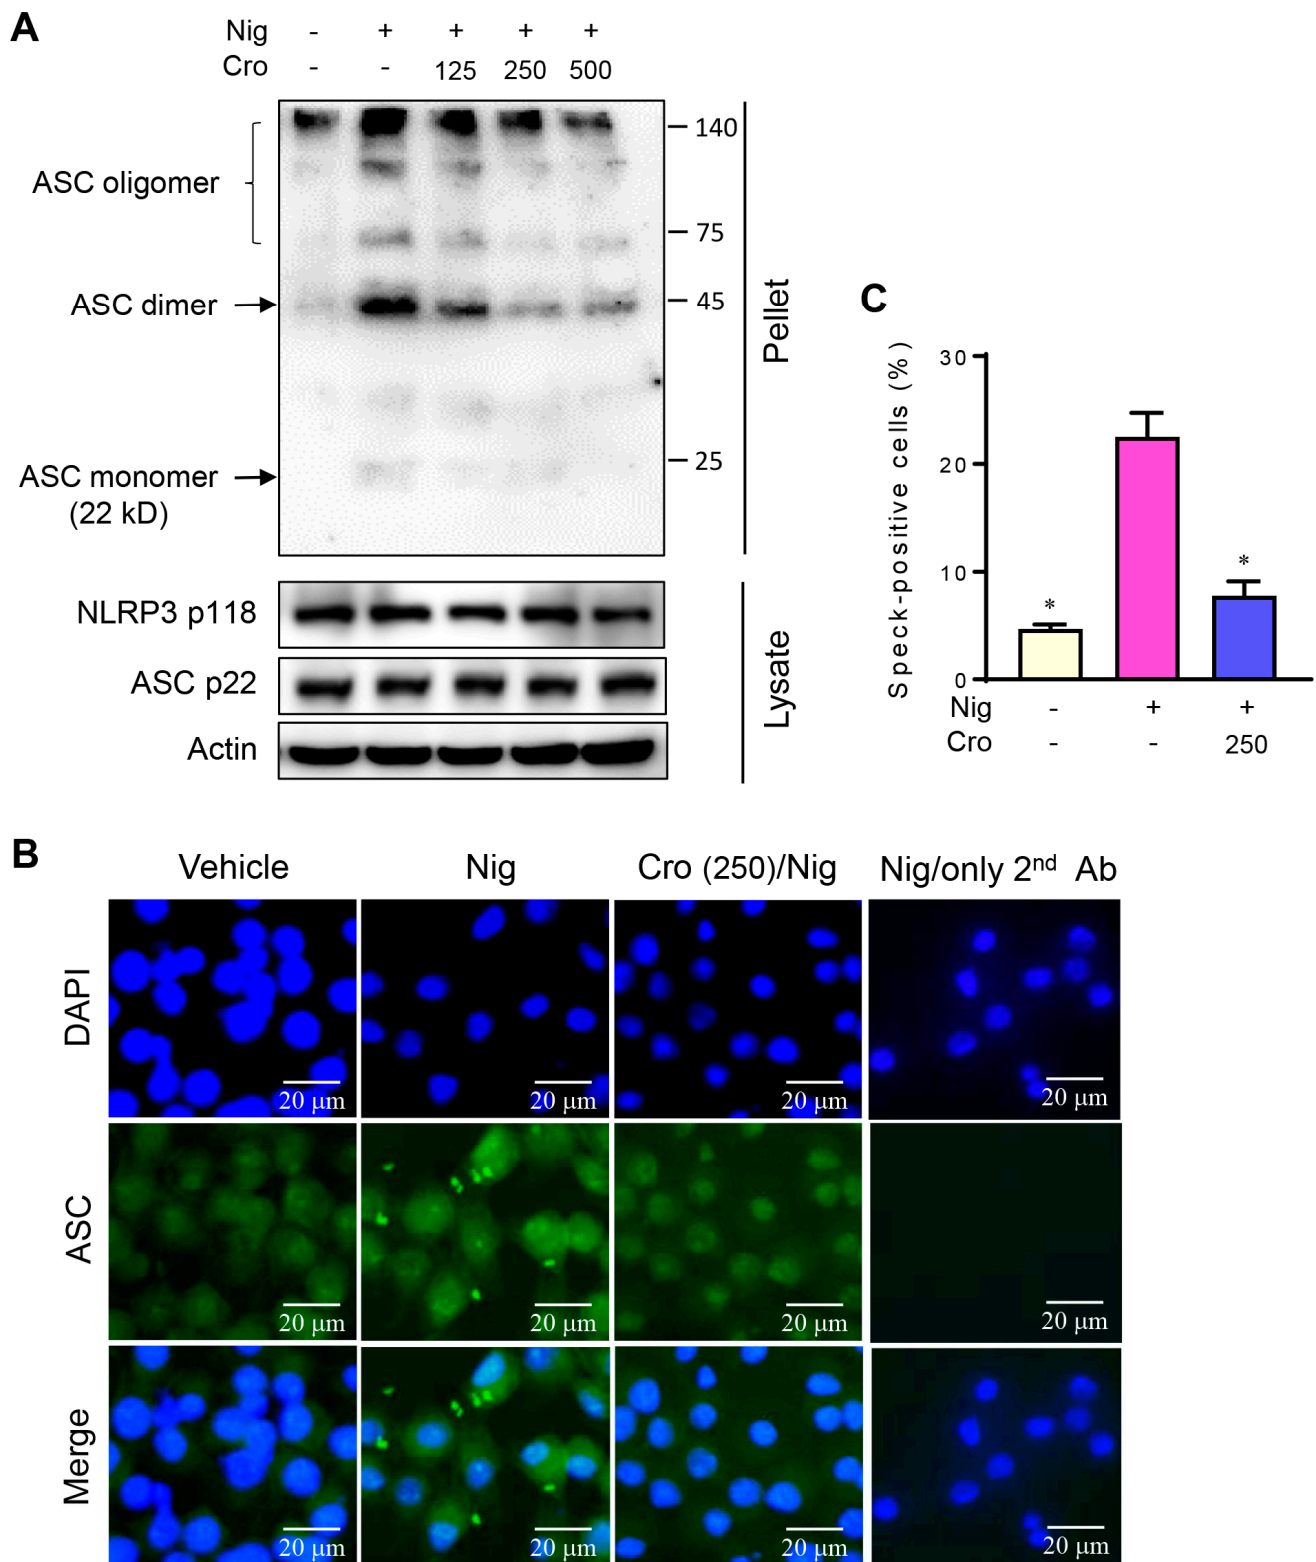 A
Nig - + + + +
Cro - - 125 250 500
140
ASC oligomer
75
ASC dimer
45
25
ASC monomer
(22 kD)
Pellet
NLRP3 p118
ASC p22
Actin
Lysate
C
Speck-positive cells (%)
30
20
10
0
*
*
Nig - + +
Cro - - 250
B
Vehicle Nig Cro (250)/Nig Nig/only 2nd Ab
DAPI
20 µm 20 µm 20 µm 20 µm
ASC
20 µm 20 µm 20 µm 20 µm
Merge
20 µm 20 µm 20 µm 20 µm